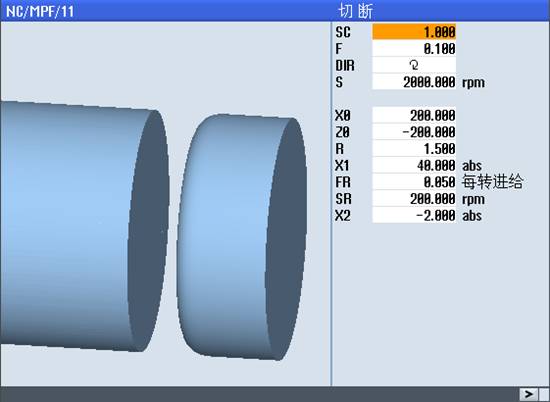 NC/MPF/11 切断
SC 1.000
F 0.100
DIR
S 2000.000 rpm
X0 200.000
Z0 -200.000
R 1.500
X1 40.000 abs
FR 0.050 每转进给
SR 200.000 rpm
X2 -2.000 abs
>